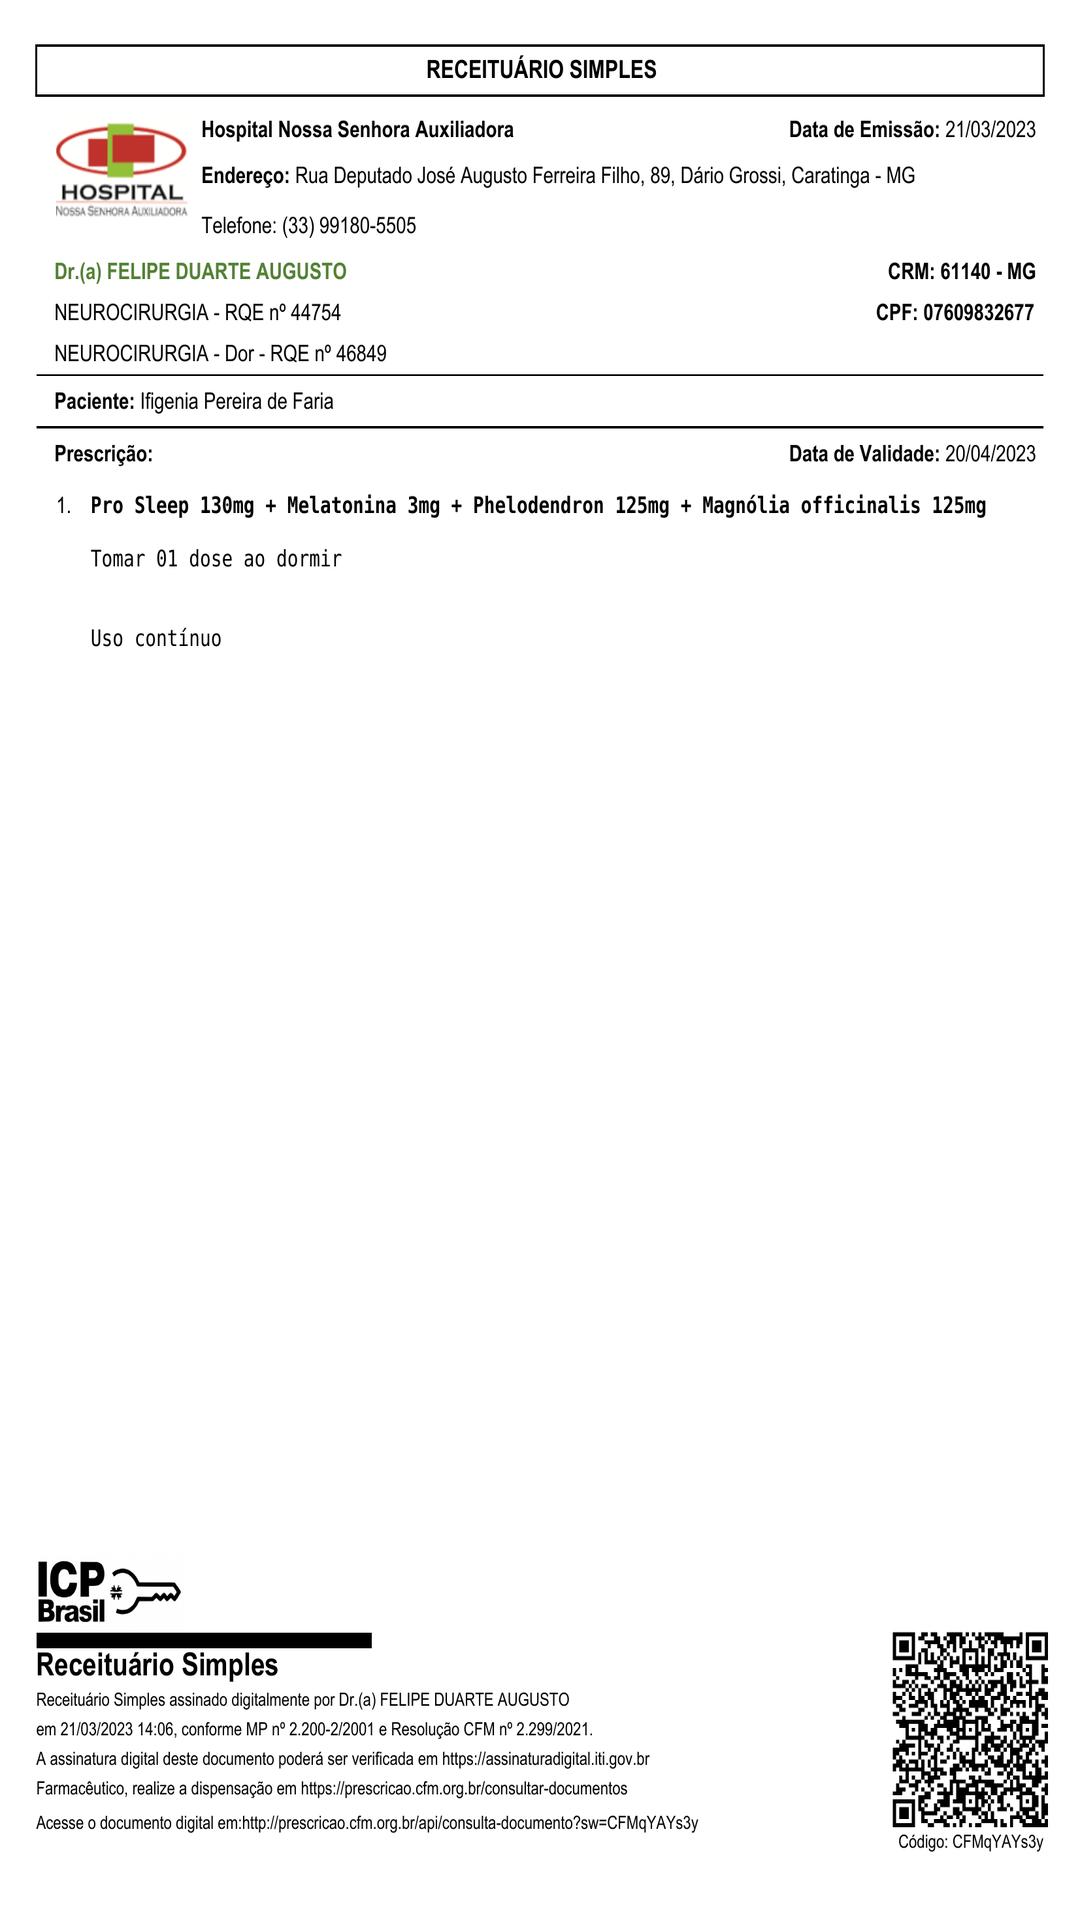 RECEITUÁRIO SIMPLES
HOSPITAL
NOSSA SENHORA AUXILIADORA
Hospital Nossa Senhora Auxiliadora
Data de Emissão: 21/03/2023
Endereço: Rua Deputado José Augusto Ferreira Filho, 89, Dário Grossi, Caratinga - MG
Telefone: (33) 99180-5505
Dr.(a) FELIPE DUARTE AUGUSTO
CRM: 61140 - MG
NEUROCIRURGIA - RQE nº 44754
CPF: 07609832677
NEUROCIRURGIA - Dor - RQE nº 46849
Paciente: Ifigenia Pereira de Faria
Prescrição:
Data de Validade: 20/04/2023
1. Pro Sleep 130mg + Melatonina 3mg + Phelodendron 125mg + Magnólia officinalis 125mg
Tomar 01 dose ao dormir
Uso contínuo
ICP
Brasil
Receituário Simples
Receituário Simples assinado digitalmente por Dr.(a) FELIPE DUARTE AUGUSTO
em 21/03/2023 14:06, conforme MP nº 2.200-2/2001 e Resolução CFM nº 2.299/2021.
A assinatura digital deste documento poderá ser verificada em https://assinaturadigital.iti.gov.br
Farmacêutico, realize a dispensação em https://prescricao.cfm.org.br/consultar-documentos
Acesse o documento digital em:http://prescricao.cfm.org.br/api/consulta-documento?sw=CFMqYAYs3y
Código: CFMqYAYs3y